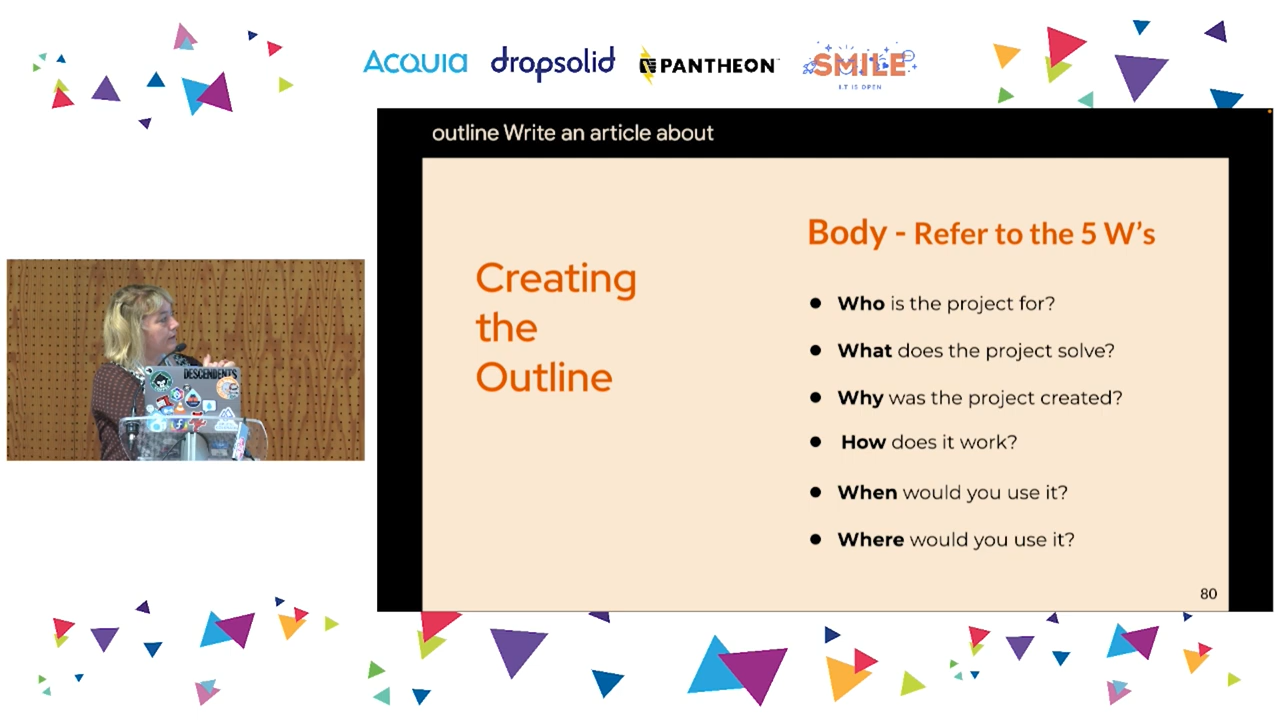 ACQUIA
dropsolid
PANTHEON
SMILE
I.T IS OPEN
outline Write an article about
Creating
the
Outline
Body - Refer to the 5 W's
Who is the project for?
What does the project solve?
Why was the project created?
How does it work?
When would you use it?
Where would you use it?
80
DESCENDENTS